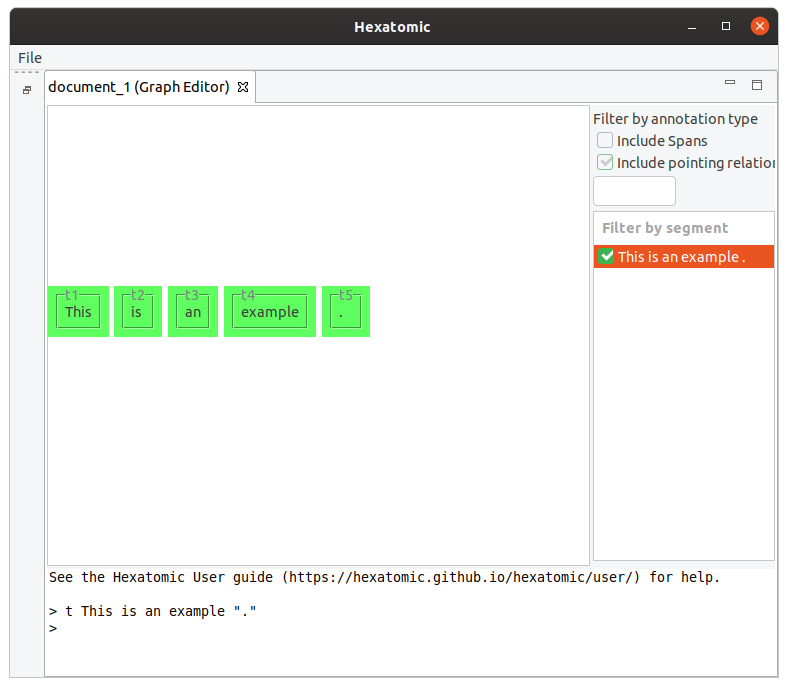 Hexatomic
File
document_1 (Graph Editor)
Filter by annotation type
Include Spans
Include pointing relation
Filter by segment
This is an example .
t1 t2 t3 t4 t5
This is an example .
See the Hexatomic User guide (https://hexatomic.github.io/hexatomic/user/) for help.
> t This is an example "."
>